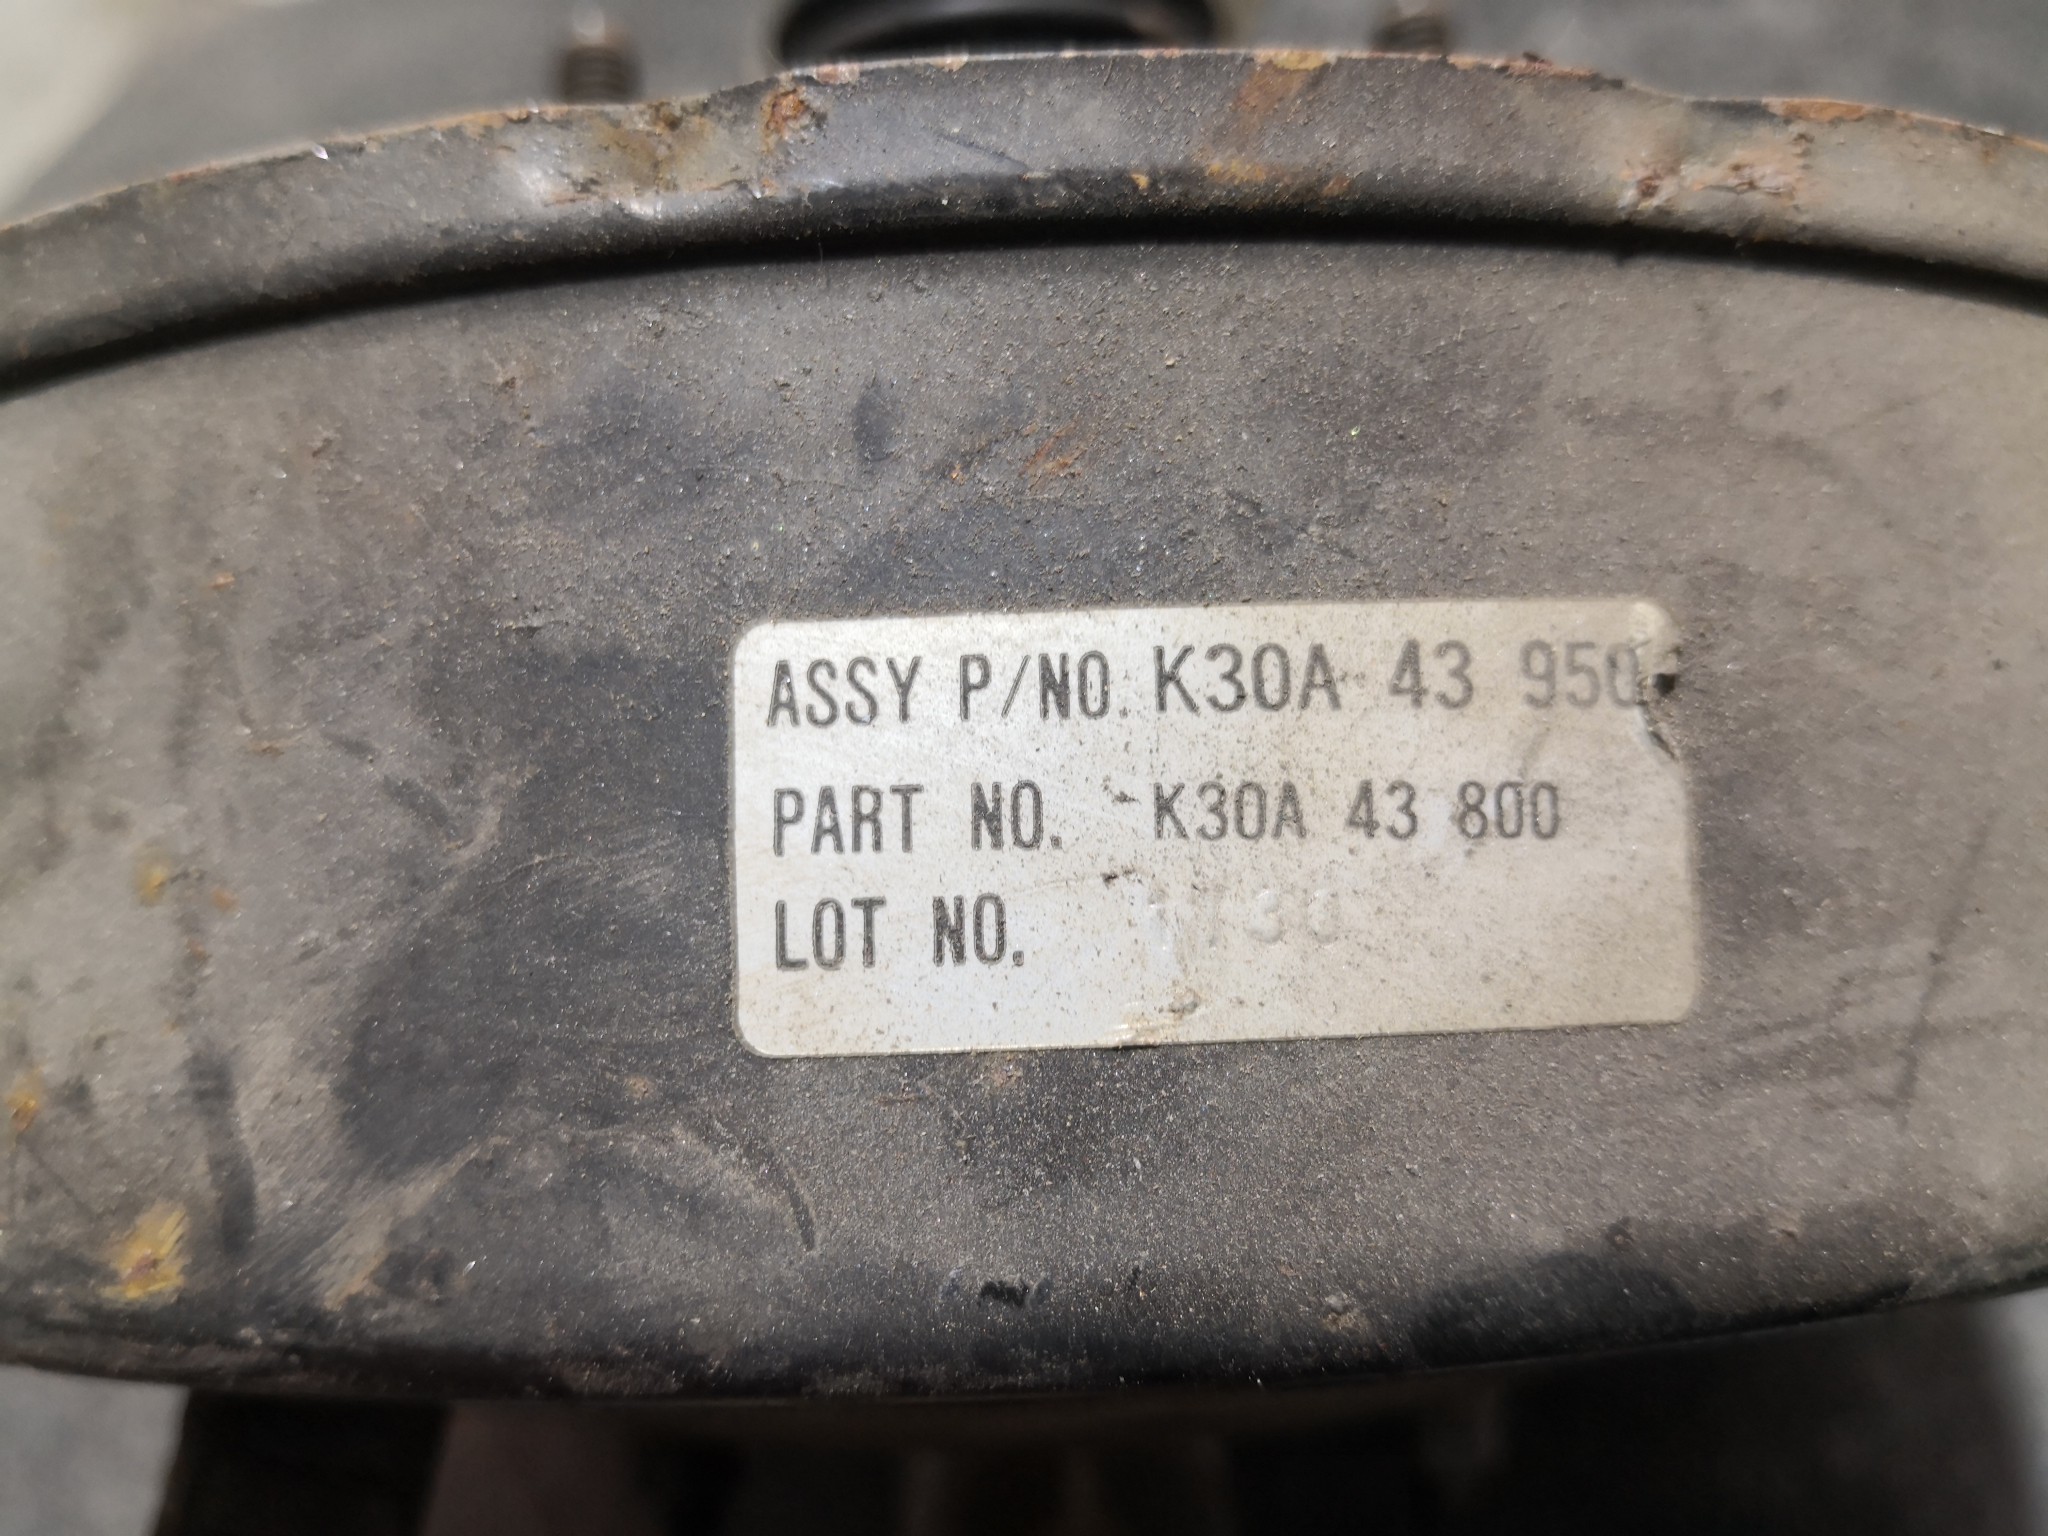 ASSY P/NO. K30A 43 950
PART NO. K30A 43 800
LOT NO.